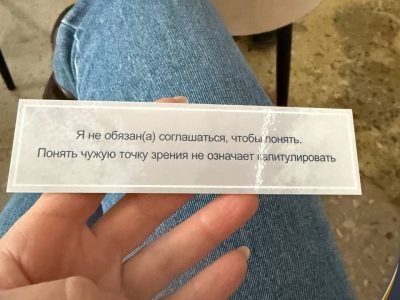 Я не обязан(а) соглашаться, чтобы понять.
Понять чужую точку зрения не означает капитулировать